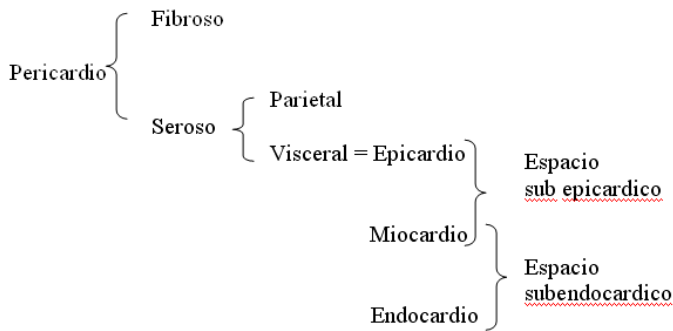 Fibroso
Pericardio
Parietal
Seroso
Visceral = Epicardio
Espacio
sub epicardico
Miocardio
Espacio
subendocardico
Endocardio